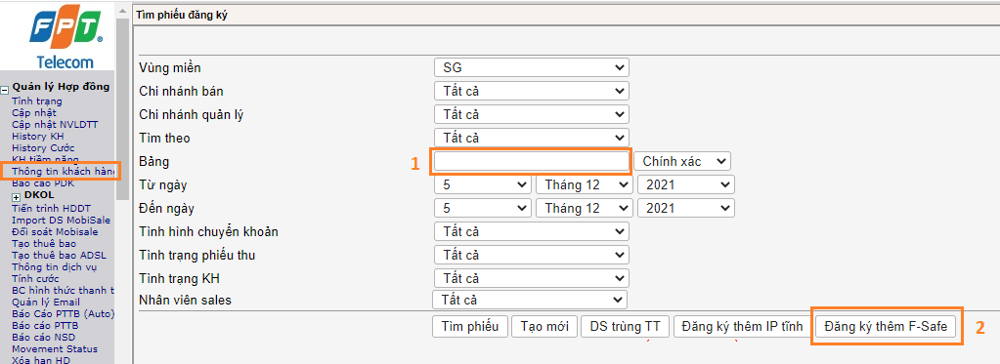 FPT
Telecom
Quản lý Hợp đồng
Tình trạng
Cập nhật
Cập nhật NVLDTT
History KH
History Cước
KH tiềm năng
Thông tin khách hàn
Báo cáo PDK
DKOL
Tiến trình HDDT
Import DS MobiSale
Đối soát Mobisale
Tạo thuê bao
Tạo thuê bao ADSL
Thông tin dịch vụ
Tính cước
BC hình thức thanh t
Quản lý Email
Báo Cáo PTTB (Auto)
Báo cáo PTTB
Báo cáo NSD
Movement Status
Xóa hạn HD
Tìm phiếu đăng ký
Vùng miền SG
Chi nhánh bán Tất cả
Chi nhánh quản lý Tất cả
Tìm theo Tất cả
Bằng 1 Chính xác
Từ ngày 5 Tháng 12 2021
Đến ngày 5 Tháng 12 2021
Tình hình chuyển khoản Tất cả
Tình trạng phiếu thu Tất cả
Tình trạng KH Tất cả
Nhân viên sales Tất cả
Tìm phiếu Tạo mới DS trùng TT Đăng ký thêm IP tĩnh Đăng ký thêm F-Safe 2